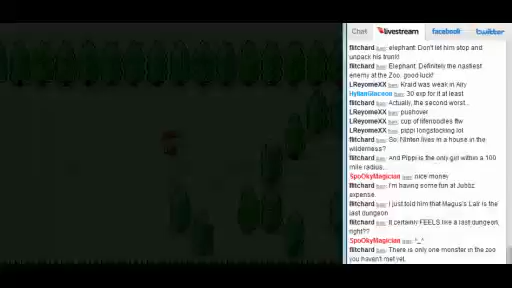 Chat livestream facebook twitter
flitchard: elephant: Don't let him stop and
unpack his trunk!
flitchard: Elephant. Definitely the nastiest
enemy at the Zoo. good luck!
LReyomeXX: Kraid was weak in Airy
HylianGlaceon: 30 exp for it at least
flitchard: Actually, the second worst..
LReyomeXX: pushover
LReyomeXX: cup of lifenoodles ftw
LReyomeXX: pippi longstocking lol
flitchard: So: Ninten lives in a house in the
wilderness?
flitchard: And Pippi is the only girl within a 100
mile radius..
SpoOkyMagician: nice money
flitchard: I'm having some fun at Jubbz
expense.
flitchard: I just told him that Magus's Lair is the
last dungeon
flitchard: It certainly FEELS like a last dungeon,
right??
SpoOkyMagician: ^_^
flitchard: There is only one monster in the zoo
you haven't met yet.